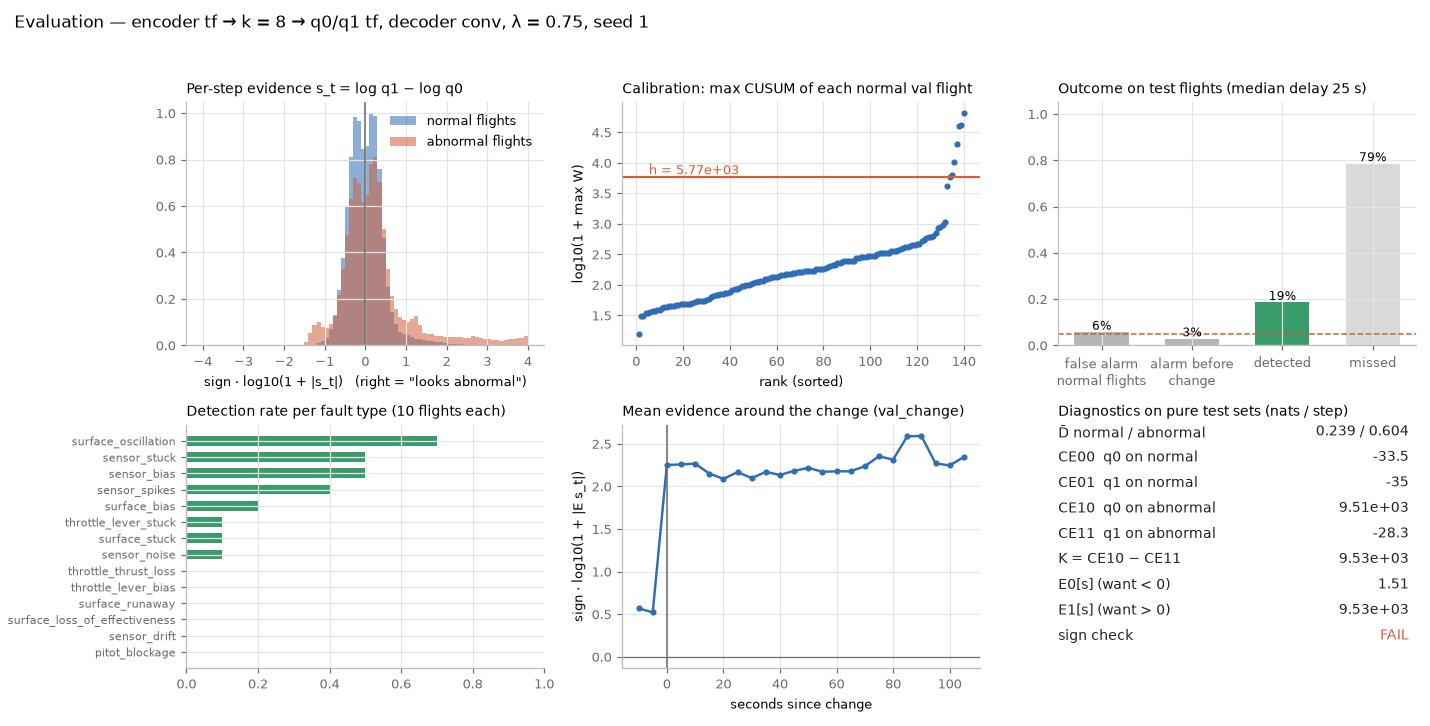 Evaluation — encoder tf → k = 8 → q0/q1 tf, decoder conv, λ = 0.75, seed 1
Per-step evidence s_t = log q1 − log q0
normal flights
abnormal flights
1.0
0.8
0.6
0.4
0.2
0.0
−4 −3 −2 −1 0 1 2 3 4
sign · log10(1 + |s_t|) (right = "looks abnormal")
Calibration: max CUSUM of each normal val flight
h = 5.77e+03
log10(1 + max W)
4.5
4.0
3.5
3.0
2.5
2.0
1.5
0 20 40 60 80 100 120 140
rank (sorted)
Outcome on test flights (median delay 25 s)
1.0
0.8
0.6
0.4
0.2
0.0
6%
3%
19%
79%
false alarm
normal flights
alarm before
change
detected
missed
Detection rate per fault type (10 flights each)
surface_oscillation
sensor_stuck
sensor_bias
sensor_spikes
surface_bias
throttle_lever_stuck
surface_stuck
sensor_noise
throttle_thrust_loss
throttle_lever_bias
surface_runaway
surface_loss_of_effectiveness
sensor_drift
pitot_blockage
0.0 0.2 0.4 0.6 0.8 1.0
Mean evidence around the change (val_change)
sign · log10(1 + |E s_t|)
2.5
2.0
1.5
1.0
0.5
0.0
0 20 40 60 80 100
seconds since change
Diagnostics on pure test sets (nats / step)
D̄ normal / abnormal 0.239 / 0.604
CE00 q0 on normal -33.5
CE01 q1 on normal -35
CE10 q0 on abnormal 9.51e+03
CE11 q1 on abnormal -28.3
K = CE10 − CE11 9.53e+03
E0[s] (want < 0) 1.51
E1[s] (want > 0) 9.53e+03
sign check FAIL